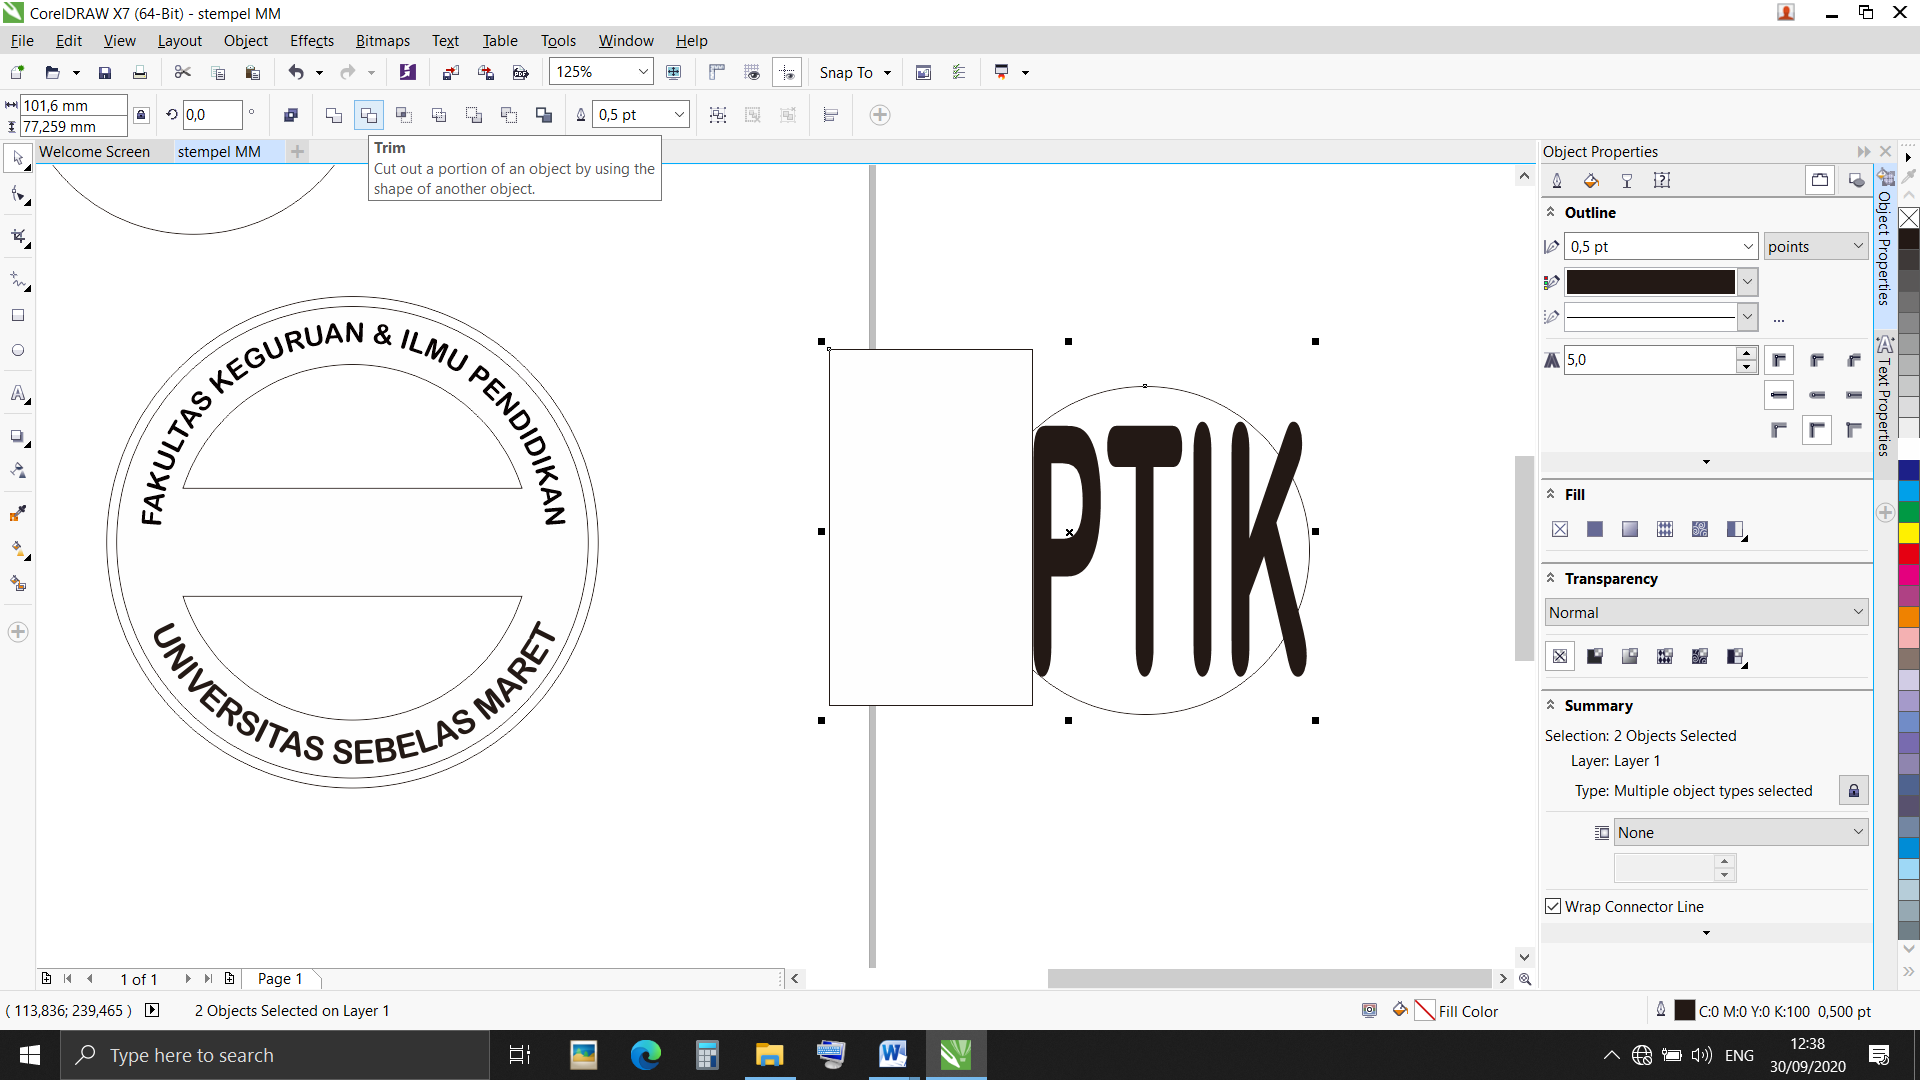 CorelDRAW X7 (64-Bit) - stempel MM
File Edit View Layout Object Effects Bitmaps Text Table Tools Window Help
125% Snap To
101,6 mm
77,259 mm
0,0 °
0,5 pt
Welcome Screen stempel MM
Trim
Cut out a portion of an object by using the
shape of another object.
FAKULTAS KEGURUAN & ILMU PENDIDIKAN
UNIVERSITAS SEBELAS MARET
PTIK
Object Properties
Outline
0,5 pt points
...
5,0
Fill
Transparency
Normal
Summary
Selection: 2 Objects Selected
Layer: Layer 1
Type: Multiple object types selected
None
Wrap Connector Line
Object Properties
Text Properties
1 of 1 Page 1
( 113,836; 239,465 ) 2 Objects Selected on Layer 1
Fill Color C:0 M:0 Y:0 K:100 0,500 pt
Type here to search
ENG
12:38
30/09/2020